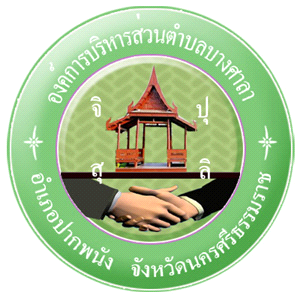 องค์การบริหารส่วนตำบลบางศาลา
จิ ปุ
สุ ลิ
อำเภอปากพนัง จังหวัดนครศรีธรรมราช